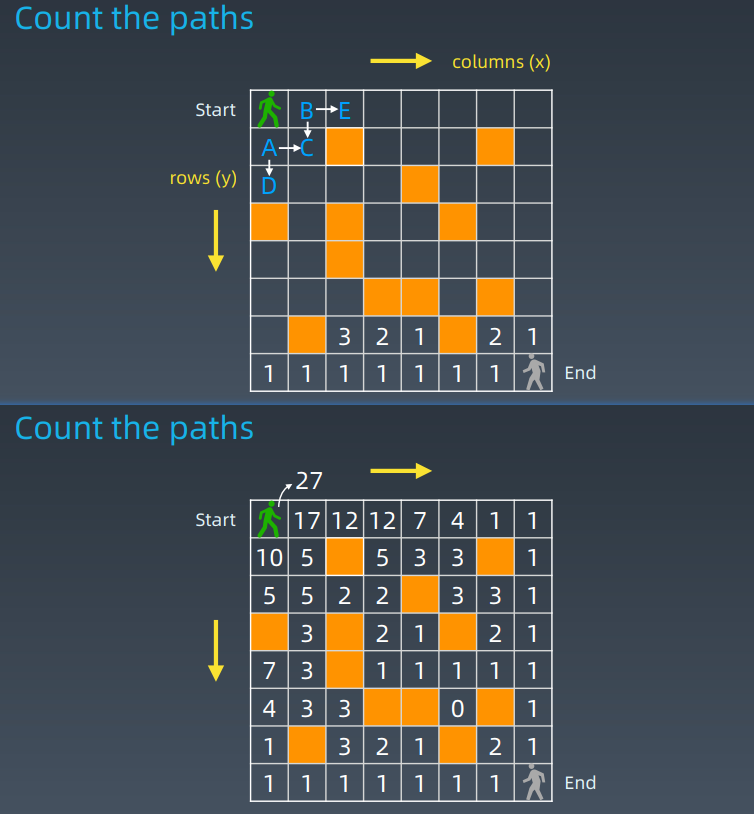 Count the paths
columns (x)
Start B E
A C
rows (y) D
3 2 1 2 1
1 1 1 1 1 1 1 End
Count the paths
27
Start 17 12 12 7 4 1 1
10 5 5 3 3 1
5 5 2 2 3 3 1
3 2 1 2 1
7 3 1 1 1 1 1
4 3 3 0 1
1 3 2 1 2 1
1 1 1 1 1 1 1 End